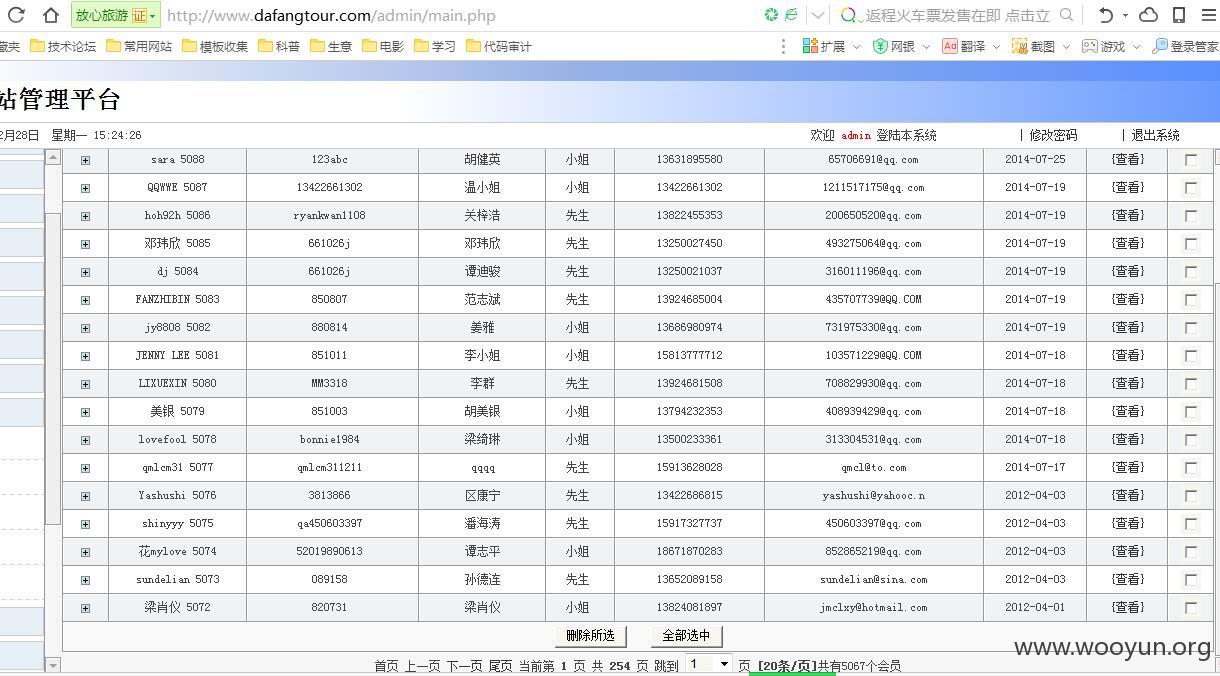 放心旅游 证 http://www.dafangtour.com/admin/main.php 返程火车票发售在即 点击立
藏夹 技术论坛 常用网站 模板收集 科普 生意 电影 学习 代码审计 扩展 网银 Aa 翻译 截图 游戏 登录管家
站管理平台
2月28日 星期一 15:24:26 欢迎 admin 登陆本系统 | 修改密码 | 退出系统
sara 5088 123abc 胡健英 小姐 13631895580 65706691@qq.com 2014-07-25 {查看}
QQWWE 5087 13422661302 温小姐 小姐 13422661302 1211517175@qq.com 2014-07-19 {查看}
hoh92h 5086 ryankwan1108 关梓浩 先生 13822455353 200650520@qq.com 2014-07-19 {查看}
邓玮欣 5085 661026j 邓玮欣 先生 13250027450 493275064@qq.com 2014-07-19 {查看}
dj 5084 661026j 谭迪骏 先生 13250021037 316011196@qq.com 2014-07-19 {查看}
FANZHIBIN 5083 850807 范志斌 先生 13924685004 435707739@QQ.COM 2014-07-19 {查看}
jy8808 5082 880814 姜雅 小姐 13686980974 731975330@qq.com 2014-07-19 {查看}
JENNY LEE 5081 851011 李小姐 小姐 15813777712 103571229@QQ.COM 2014-07-18 {查看}
LIXUEXIN 5080 MM3318 李群 先生 13924681508 708829930@qq.com 2014-07-18 {查看}
美银 5079 851003 胡美银 小姐 13794232353 408939429@qq.com 2014-07-18 {查看}
lovefool 5078 bonnie1984 梁绮琳 小姐 13500233361 313304531@qq.com 2014-07-18 {查看}
qmlcm31 5077 qmlcm311211 qqqq 先生 15913628028 qmcl@to.com 2014-07-17 {查看}
Yashushi 5076 3813866 区康宁 先生 13422686815 yashushi@yahooc.n 2012-04-03 {查看}
shinyyy 5075 qa450603397 潘海涛 先生 15917327737 450603397@qq.com 2012-04-03 {查看}
花mylove 5074 52019890613 谭志平 小姐 18671870283 852865219@qq.com 2012-04-03 {查看}
sundelian 5073 089158 孙德连 先生 13652089158 sundelian@sina.com 2012-04-03 {查看}
梁肖仪 5072 820731 梁肖仪 小姐 13824081897 jmclxy@hotmail.com 2012-04-01 {查看}
删除所选 全部选中
首页 上一页 下一页 尾页 当前第 1 页 共 254 页 跳到 1 页 [20条/页]共有5067个会员
www.wooyun.org